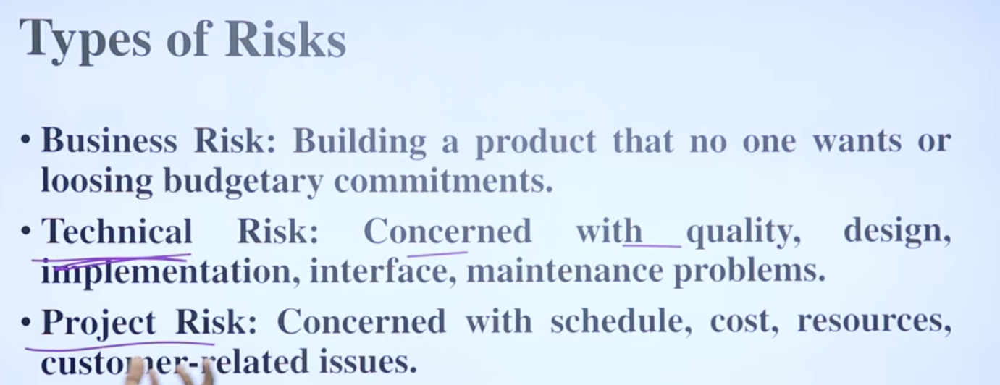 Types of Risks
• Business Risk: Building a product that no one wants or
loosing budgetary commitments.
• Technical Risk: Concerned with quality, design,
implementation, interface, maintenance problems.
• Project Risk: Concerned with schedule, cost, resources,
customer-related issues.